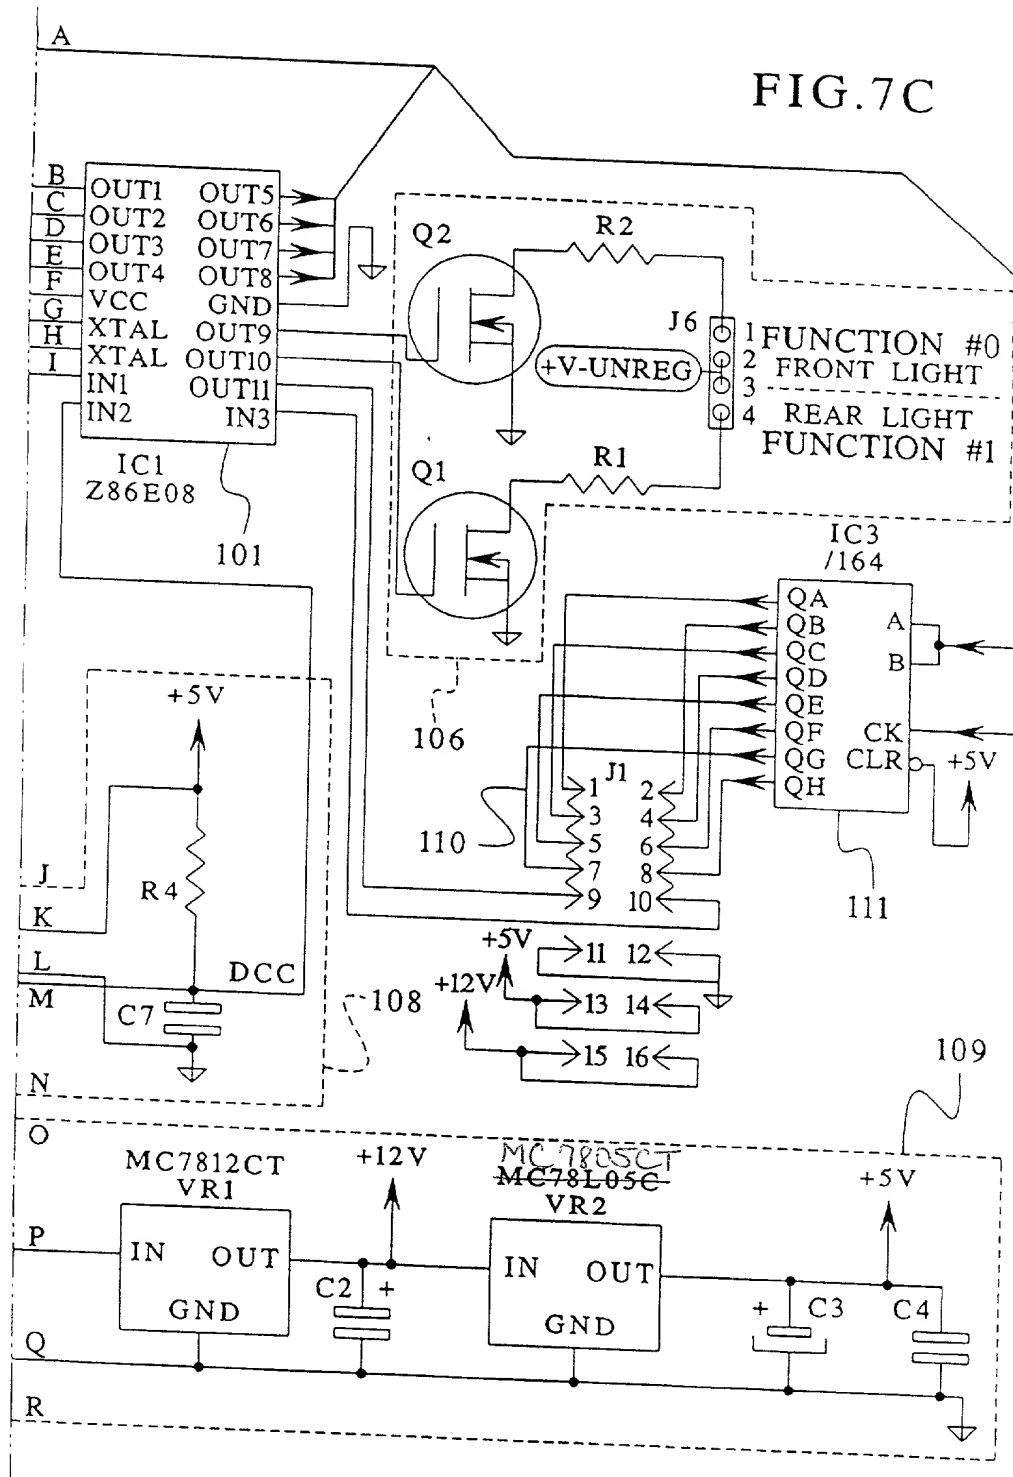 A
FIG.7C
B
C
D
E
F
G
H
I
OUT1 OUT5
OUT2 OUT6
OUT3 OUT7
OUT4 OUT8
VCC GND
XTAL OUT9
XTAL OUT10
IN1 OUT11
IN2 IN3
IC1
Z86E08
101
Q2
R2
J6
1 FUNCTION #0
2 FRONT LIGHT
+V-UNREG
3
4 REAR LIGHT
FUNCTION #1
Q1
R1
106
IC3
/164
QA
QB
QC
QD
QE
QF
QG
QH
A
B
CK
CLR
+5V
111
J1
110
1 2
3 4
5 6
7 8
9 10
11 12
13 14
15 16
+5V
+12V
+5V
J
K
L
M
N
R4
DCC
C7
108
109
O
P
Q
R
MC7812CT
VR1
IN OUT
GND
+12V
C2 +
MC7805CT
MC78L05C
VR2
IN OUT
GND
+5V
+ C3
C4